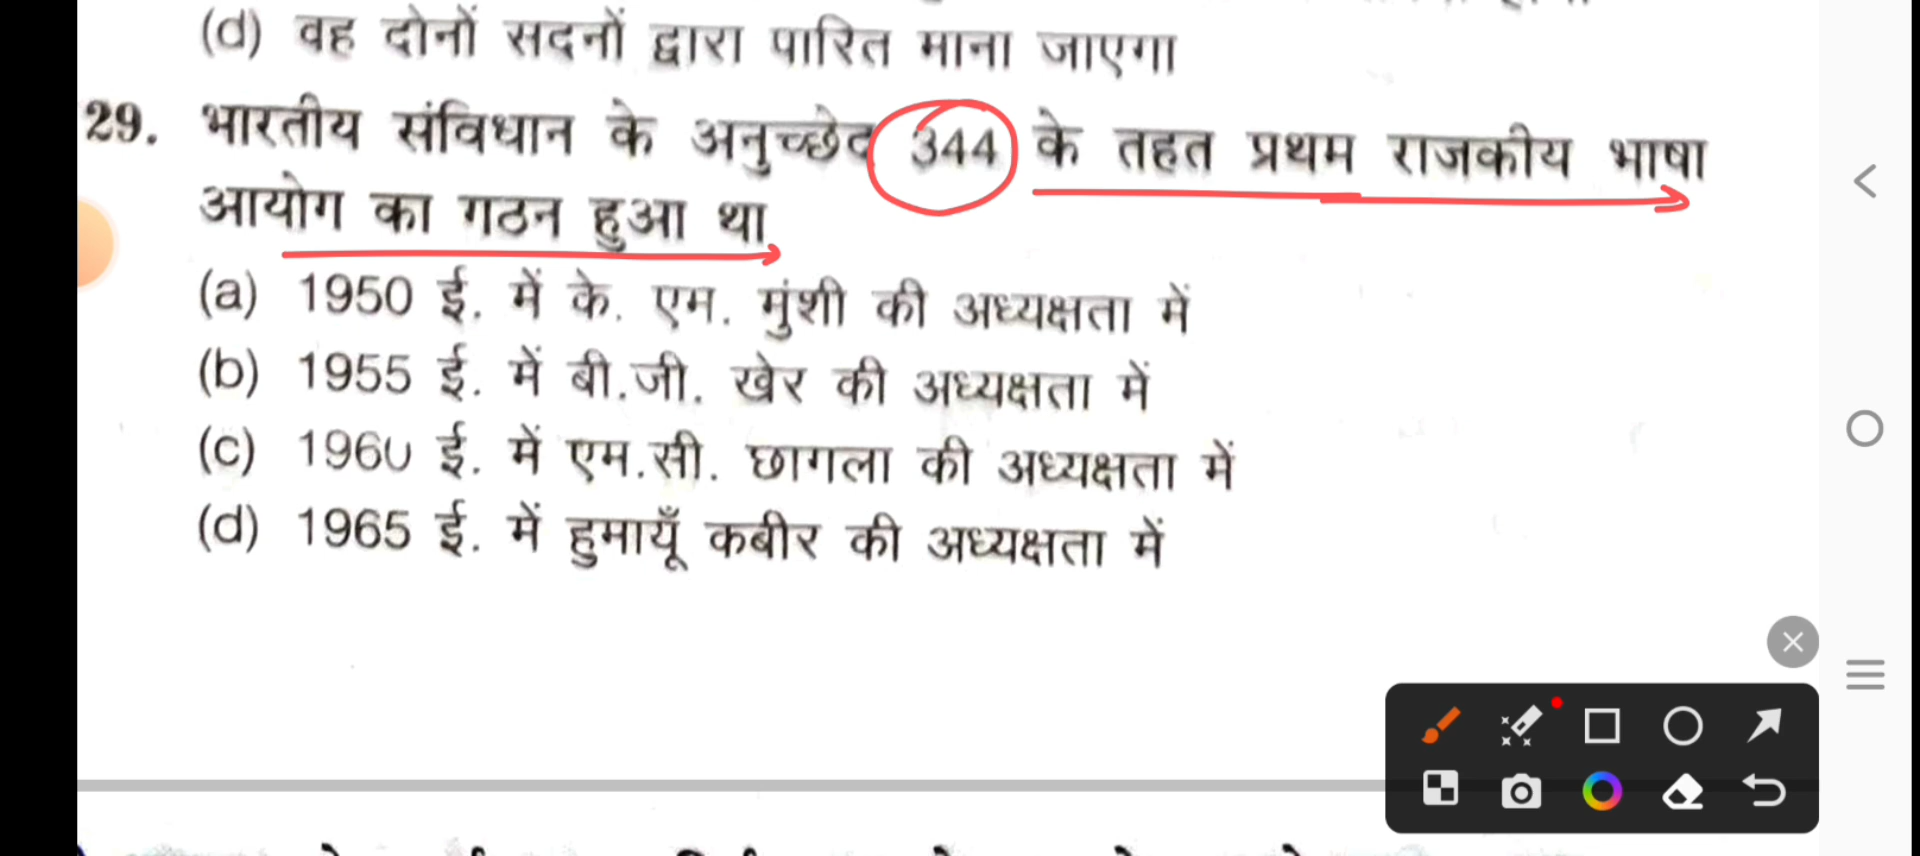 (d) वह दोनों सदनों द्वारा पारित माना जाएगा
29. भारतीय संविधान के अनुच्छेद 344 के तहत प्रथम राजकीय भाषा
आयोग का गठन हुआ था
(a) 1950 ई. में के. एम. मुंशी की अध्यक्षता में
(b) 1955 ई. में बी.जी. खेर की अध्यक्षता में
(c) 1960 ई. में एम.सी. छागला की अध्यक्षता में
(d) 1965 ई. में हुमायूँ कबीर की अध्यक्षता में